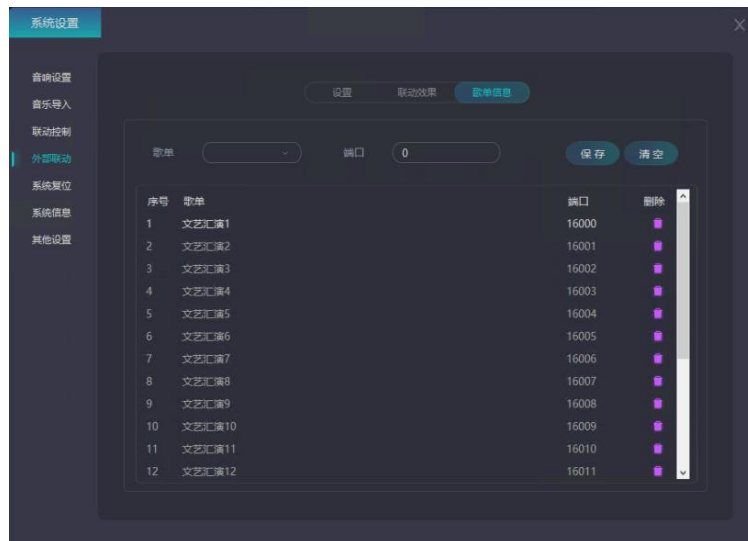 系统设置
X
音响设置
音乐导入
联动控制
外部联动
系统复位
系统信息
其他设置
设置 联动效果 歌单信息
歌单 端口 0 保存 清空
序号 歌单 端口 删除
1 文艺汇演1 16000
2 文艺汇演2 16001
3 文艺汇演3 16002
4 文艺汇演4 16003
5 文艺汇演5 16004
6 文艺汇演6 16005
7 文艺汇演7 16006
8 文艺汇演8 16007
9 文艺汇演9 16008
10 文艺汇演10 16009
11 文艺汇演11 16010
12 文艺汇演12 16011